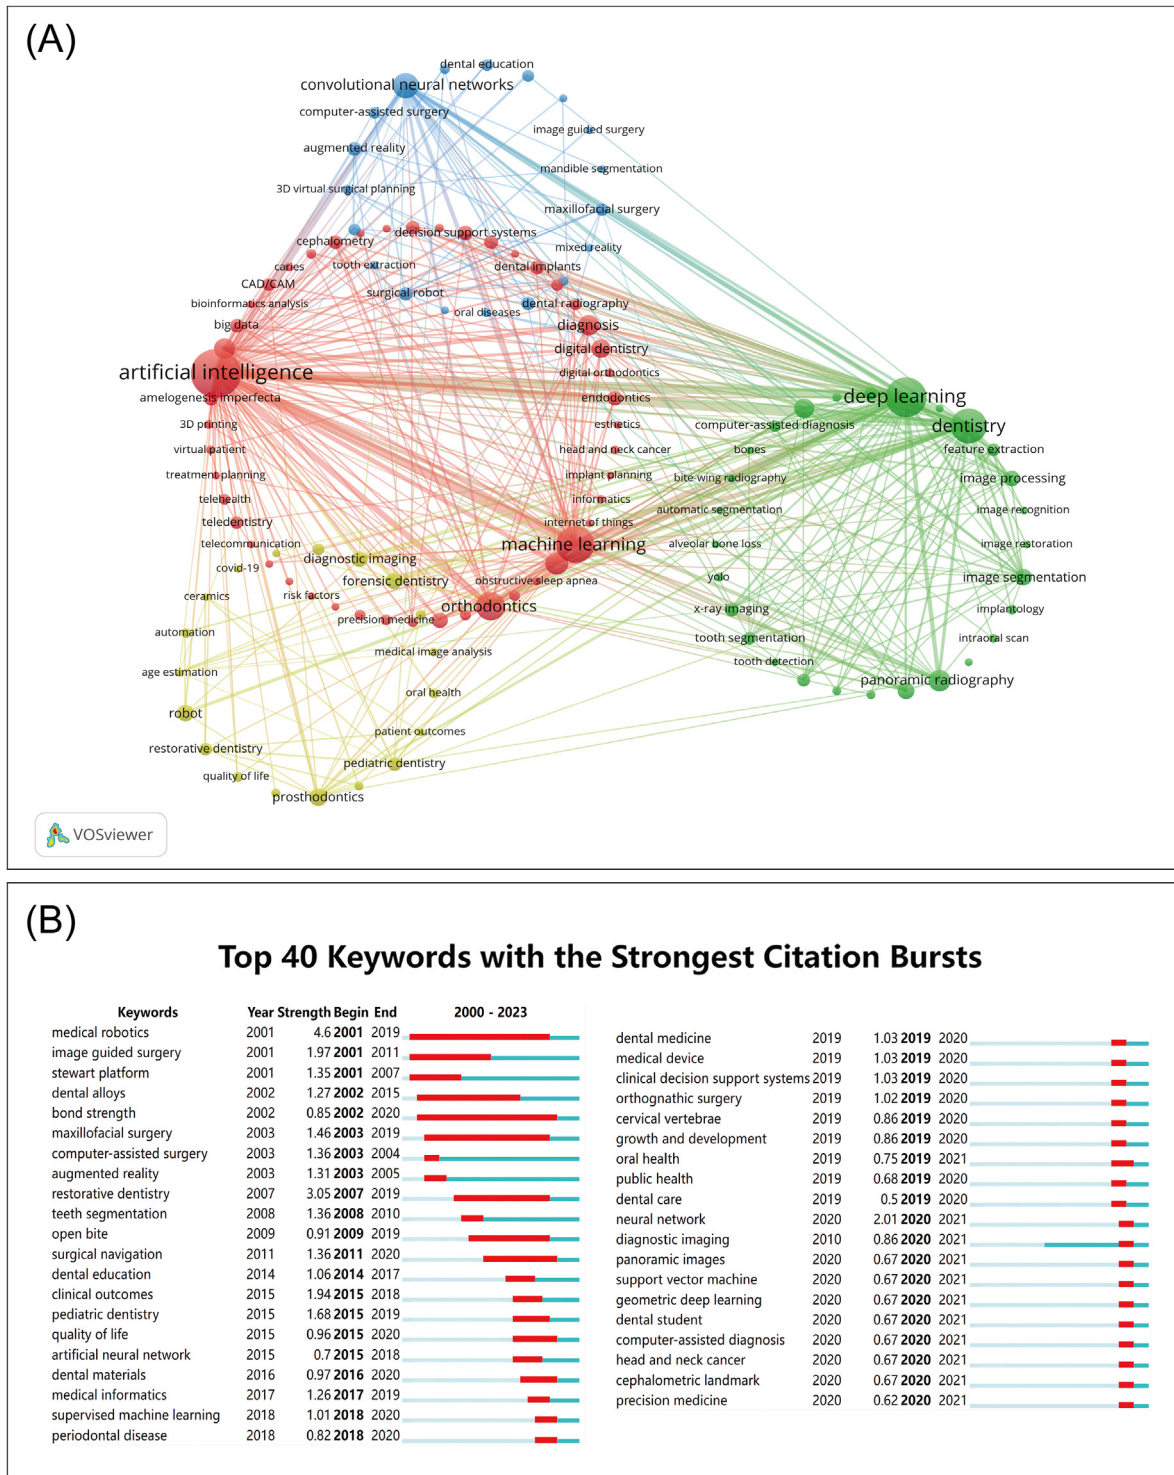 (A)
dental education
convolutional neural networks
computer-assisted surgery
image guided surgery
augmented reality
mandible segmentation
3D virtual surgical planning
maxillofacial surgery
decision support systems
cephalometry
mixed reality
caries
tooth extraction
dental implants
CAD/CAM
surgical robot
bioinformatics analysis
dental radiography
oral diseases
big data
diagnosis
digital dentistry
artificial intelligence
digital orthodontics
amelogenesis imperfecta
endodontics
deep learning
3D printing
esthetics
computer-assisted diagnosis
dentistry
virtual patient
head and neck cancer
bones
feature extraction
treatment planning
implant planning
bite-wing radiography
image processing
telehealth
informatics
automatic segmentation
image recognition
teledentistry
internet of things
telecommunication
machine learning
alveolar bone loss
image restoration
diagnostic imaging
covid-19
forensic dentistry
obstructive sleep apnea
yolo
image segmentation
ceramics
risk factors
orthodontics
x-ray imaging
implantology
precision medicine
automation
tooth segmentation
intraoral scan
medical image analysis
tooth detection
age estimation
panoramic radiography
oral health
robot
patient outcomes
restorative dentistry
pediatric dentistry
quality of life
prosthodontics
VOSviewer
(B)
Top 40 Keywords with the Strongest Citation Bursts
Keywords Year Strength Begin End 2000 - 2023
medical robotics 2001 4.6 2001 2019
image guided surgery 2001 1.97 2001 2011
stewart platform 2001 1.35 2001 2007
dental alloys 2002 1.27 2002 2015
bond strength 2002 0.85 2002 2020
maxillofacial surgery 2003 1.46 2003 2019
computer-assisted surgery 2003 1.36 2003 2004
augmented reality 2003 1.31 2003 2005
restorative dentistry 2007 3.05 2007 2019
teeth segmentation 2008 1.36 2008 2010
open bite 2009 0.91 2009 2019
surgical navigation 2011 1.36 2011 2020
dental education 2014 1.06 2014 2017
clinical outcomes 2015 1.94 2015 2018
pediatric dentistry 2015 1.68 2015 2019
quality of life 2015 0.96 2015 2020
artificial neural network 2015 0.7 2015 2018
dental materials 2016 0.97 2016 2020
medical informatics 2017 1.26 2017 2019
supervised machine learning 2018 1.01 2018 2020
periodontal disease 2018 0.82 2018 2020
dental medicine 2019 1.03 2019 2020
medical device 2019 1.03 2019 2020
clinical decision support systems 2019 1.03 2019 2020
orthognathic surgery 2019 1.02 2019 2020
cervical vertebrae 2019 0.86 2019 2020
growth and development 2019 0.86 2019 2020
oral health 2019 0.75 2019 2021
public health 2019 0.68 2019 2020
dental care 2019 0.5 2019 2020
neural network 2020 2.01 2020 2021
diagnostic imaging 2010 0.86 2020 2021
panoramic images 2020 0.67 2020 2021
support vector machine 2020 0.67 2020 2021
geometric deep learning 2020 0.67 2020 2021
dental student 2020 0.67 2020 2021
computer-assisted diagnosis 2020 0.67 2020 2021
head and neck cancer 2020 0.67 2020 2021
cephalometric landmark 2020 0.67 2020 2021
precision medicine 2020 0.62 2020 2021